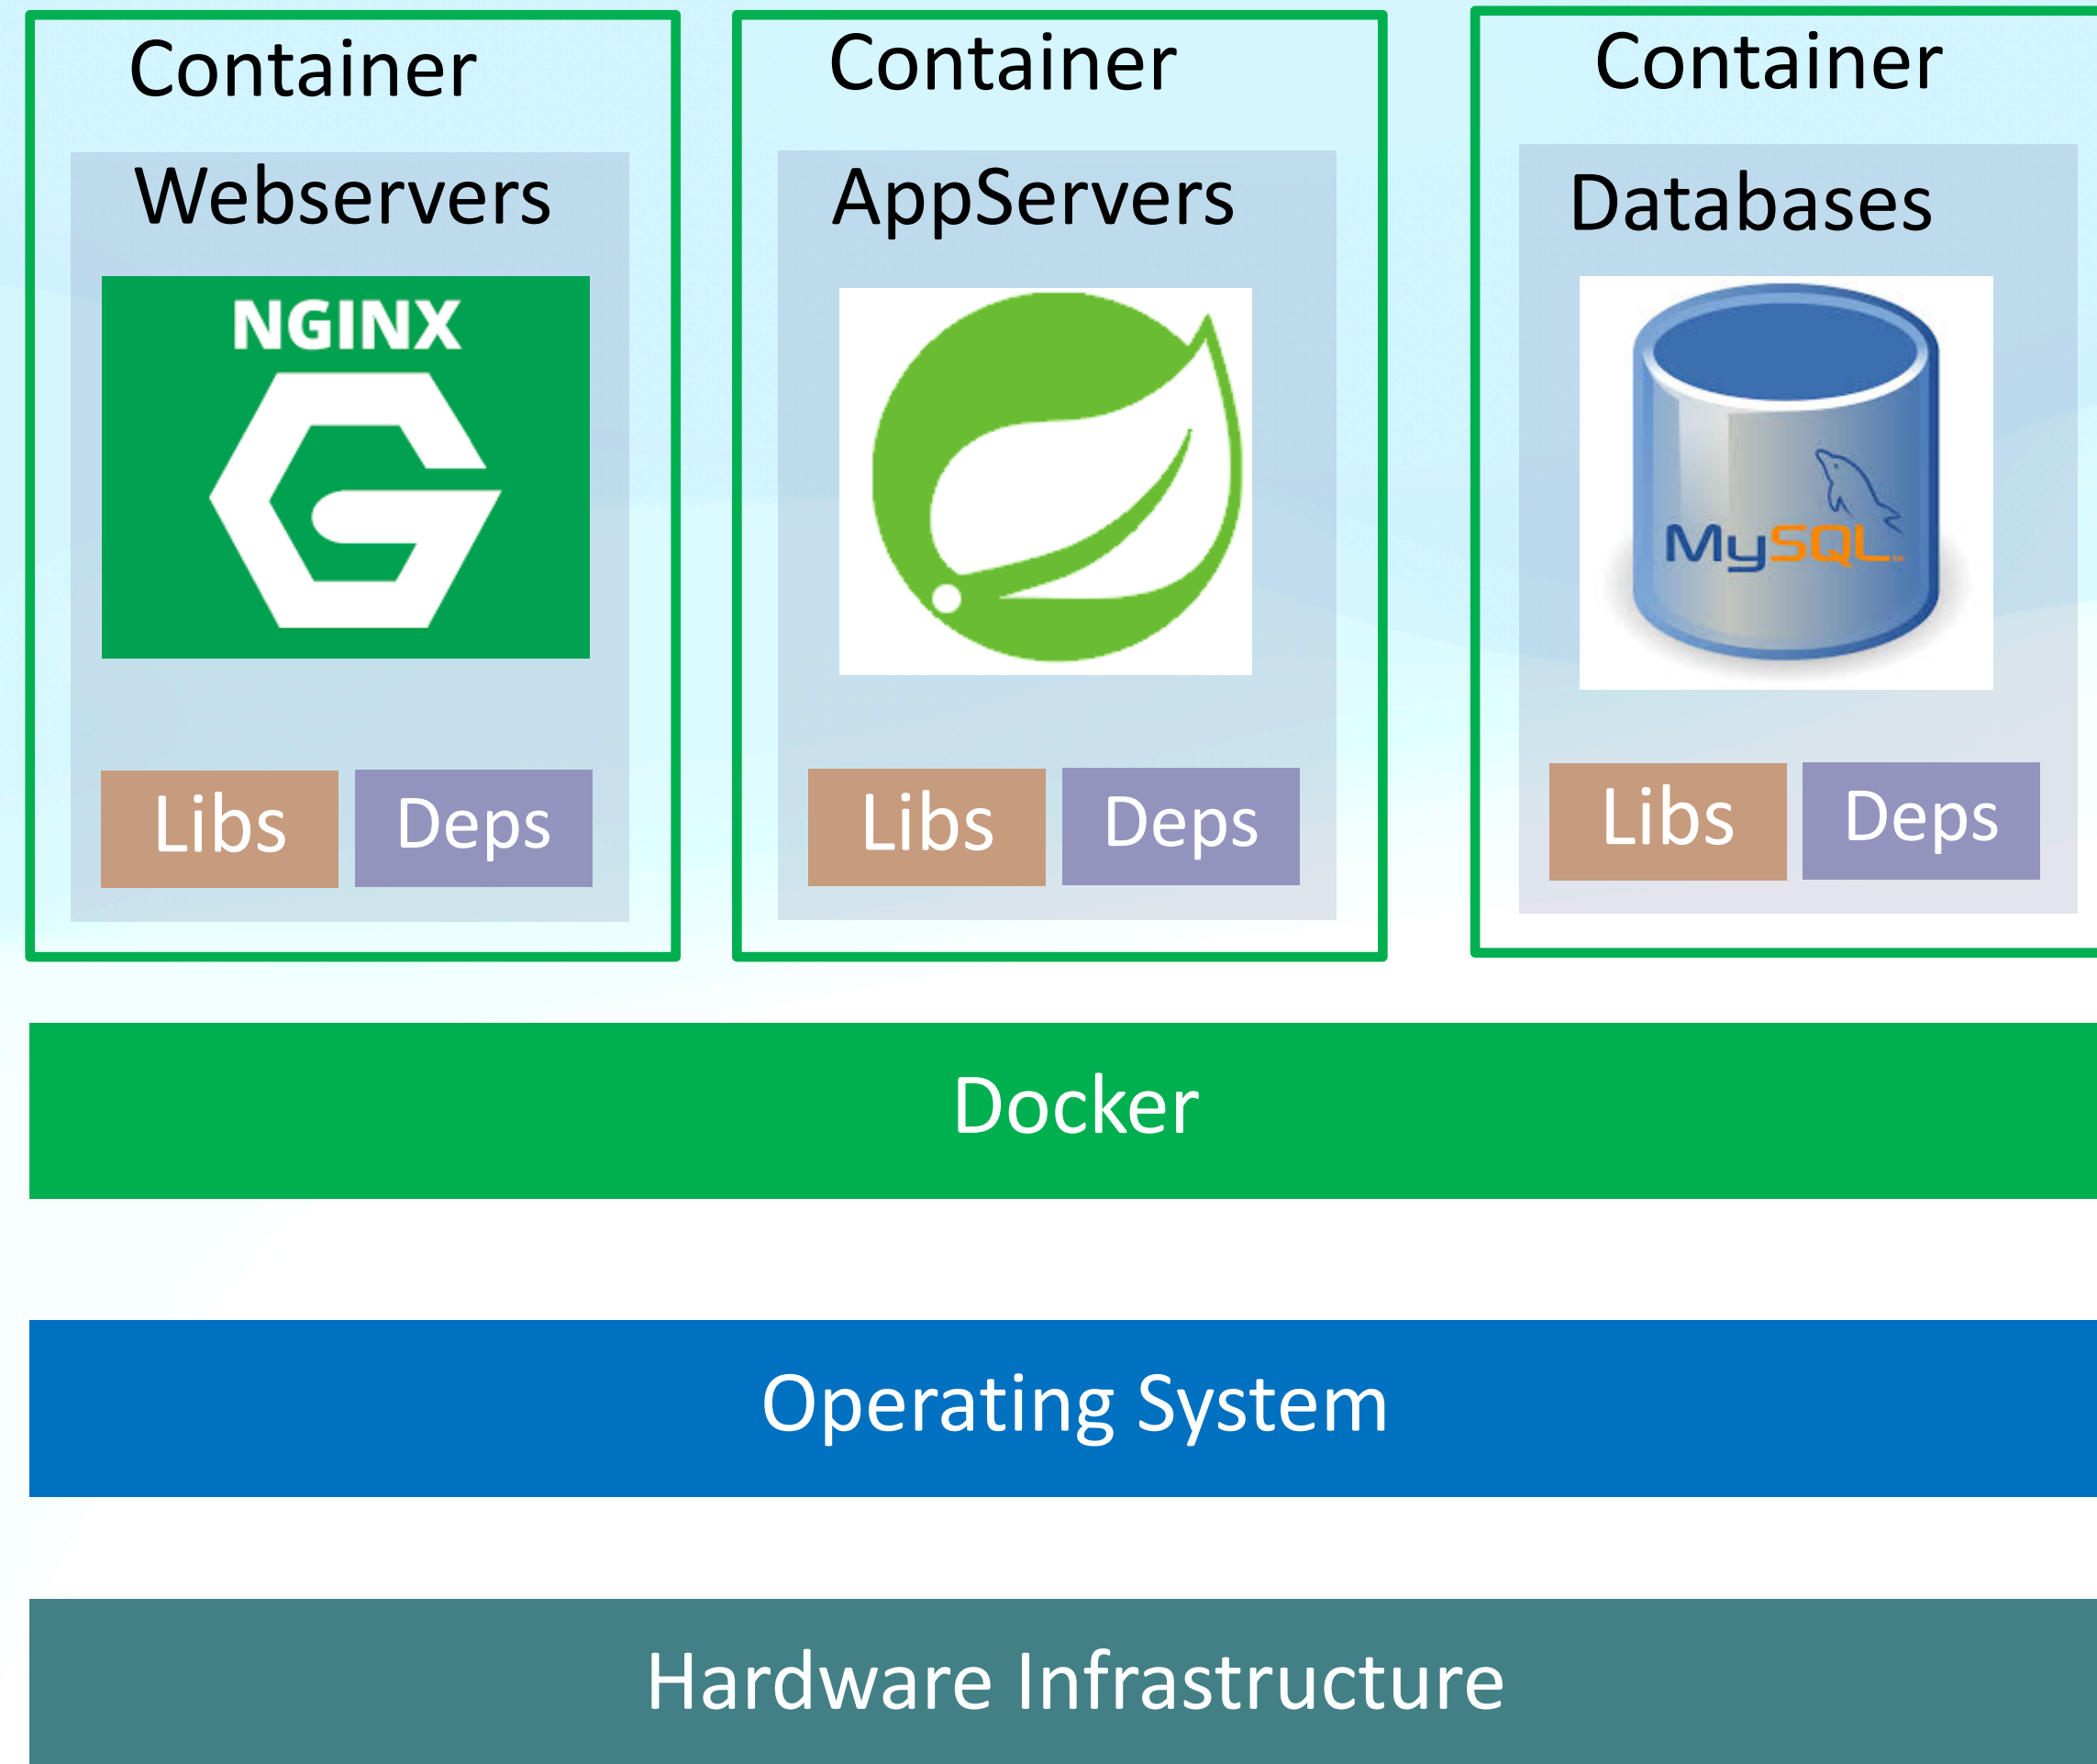 Container
Webservers
NGINX
Libs Deps
Container
AppServers
Libs Deps
Container
Databases
MySQL
Libs Deps
Docker
Operating System
Hardware Infrastructure